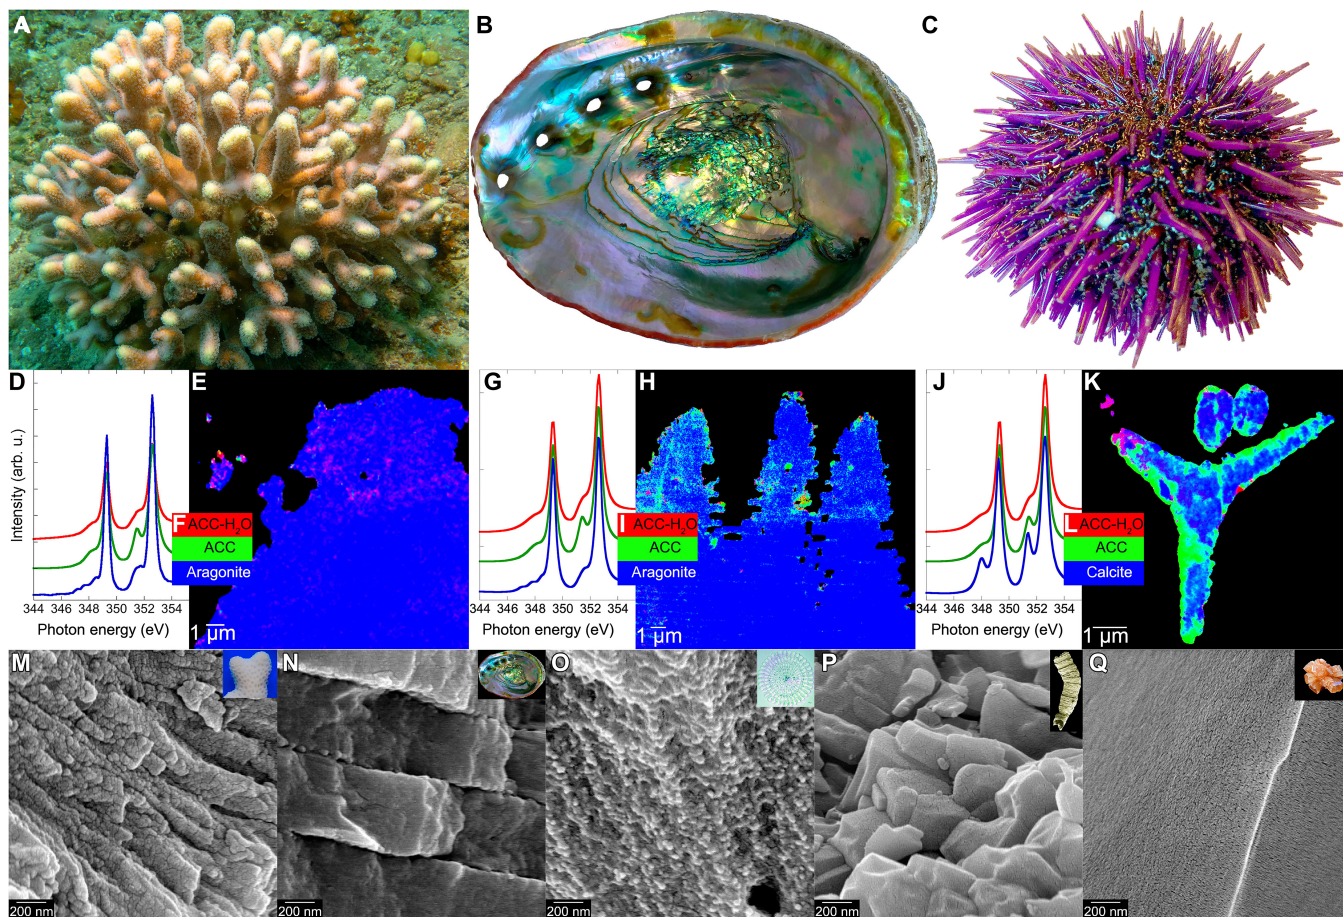 A
B
C
D
Intensity (arb. u.)
344 346 348 350 352 354
Photon energy (eV)
E
F ACC-H₂O
ACC
Aragonite
1 µm
G
344 346 348 350 352 354
Photon energy (eV)
H
I ACC-H₂O
ACC
Aragonite
1 µm
J
344 346 348 350 352 354
Photon energy (eV)
K
L ACC-H₂O
ACC
Calcite
1 µm
M
200 nm
N
200 nm
O
200 nm
P
200 nm
Q
200 nm